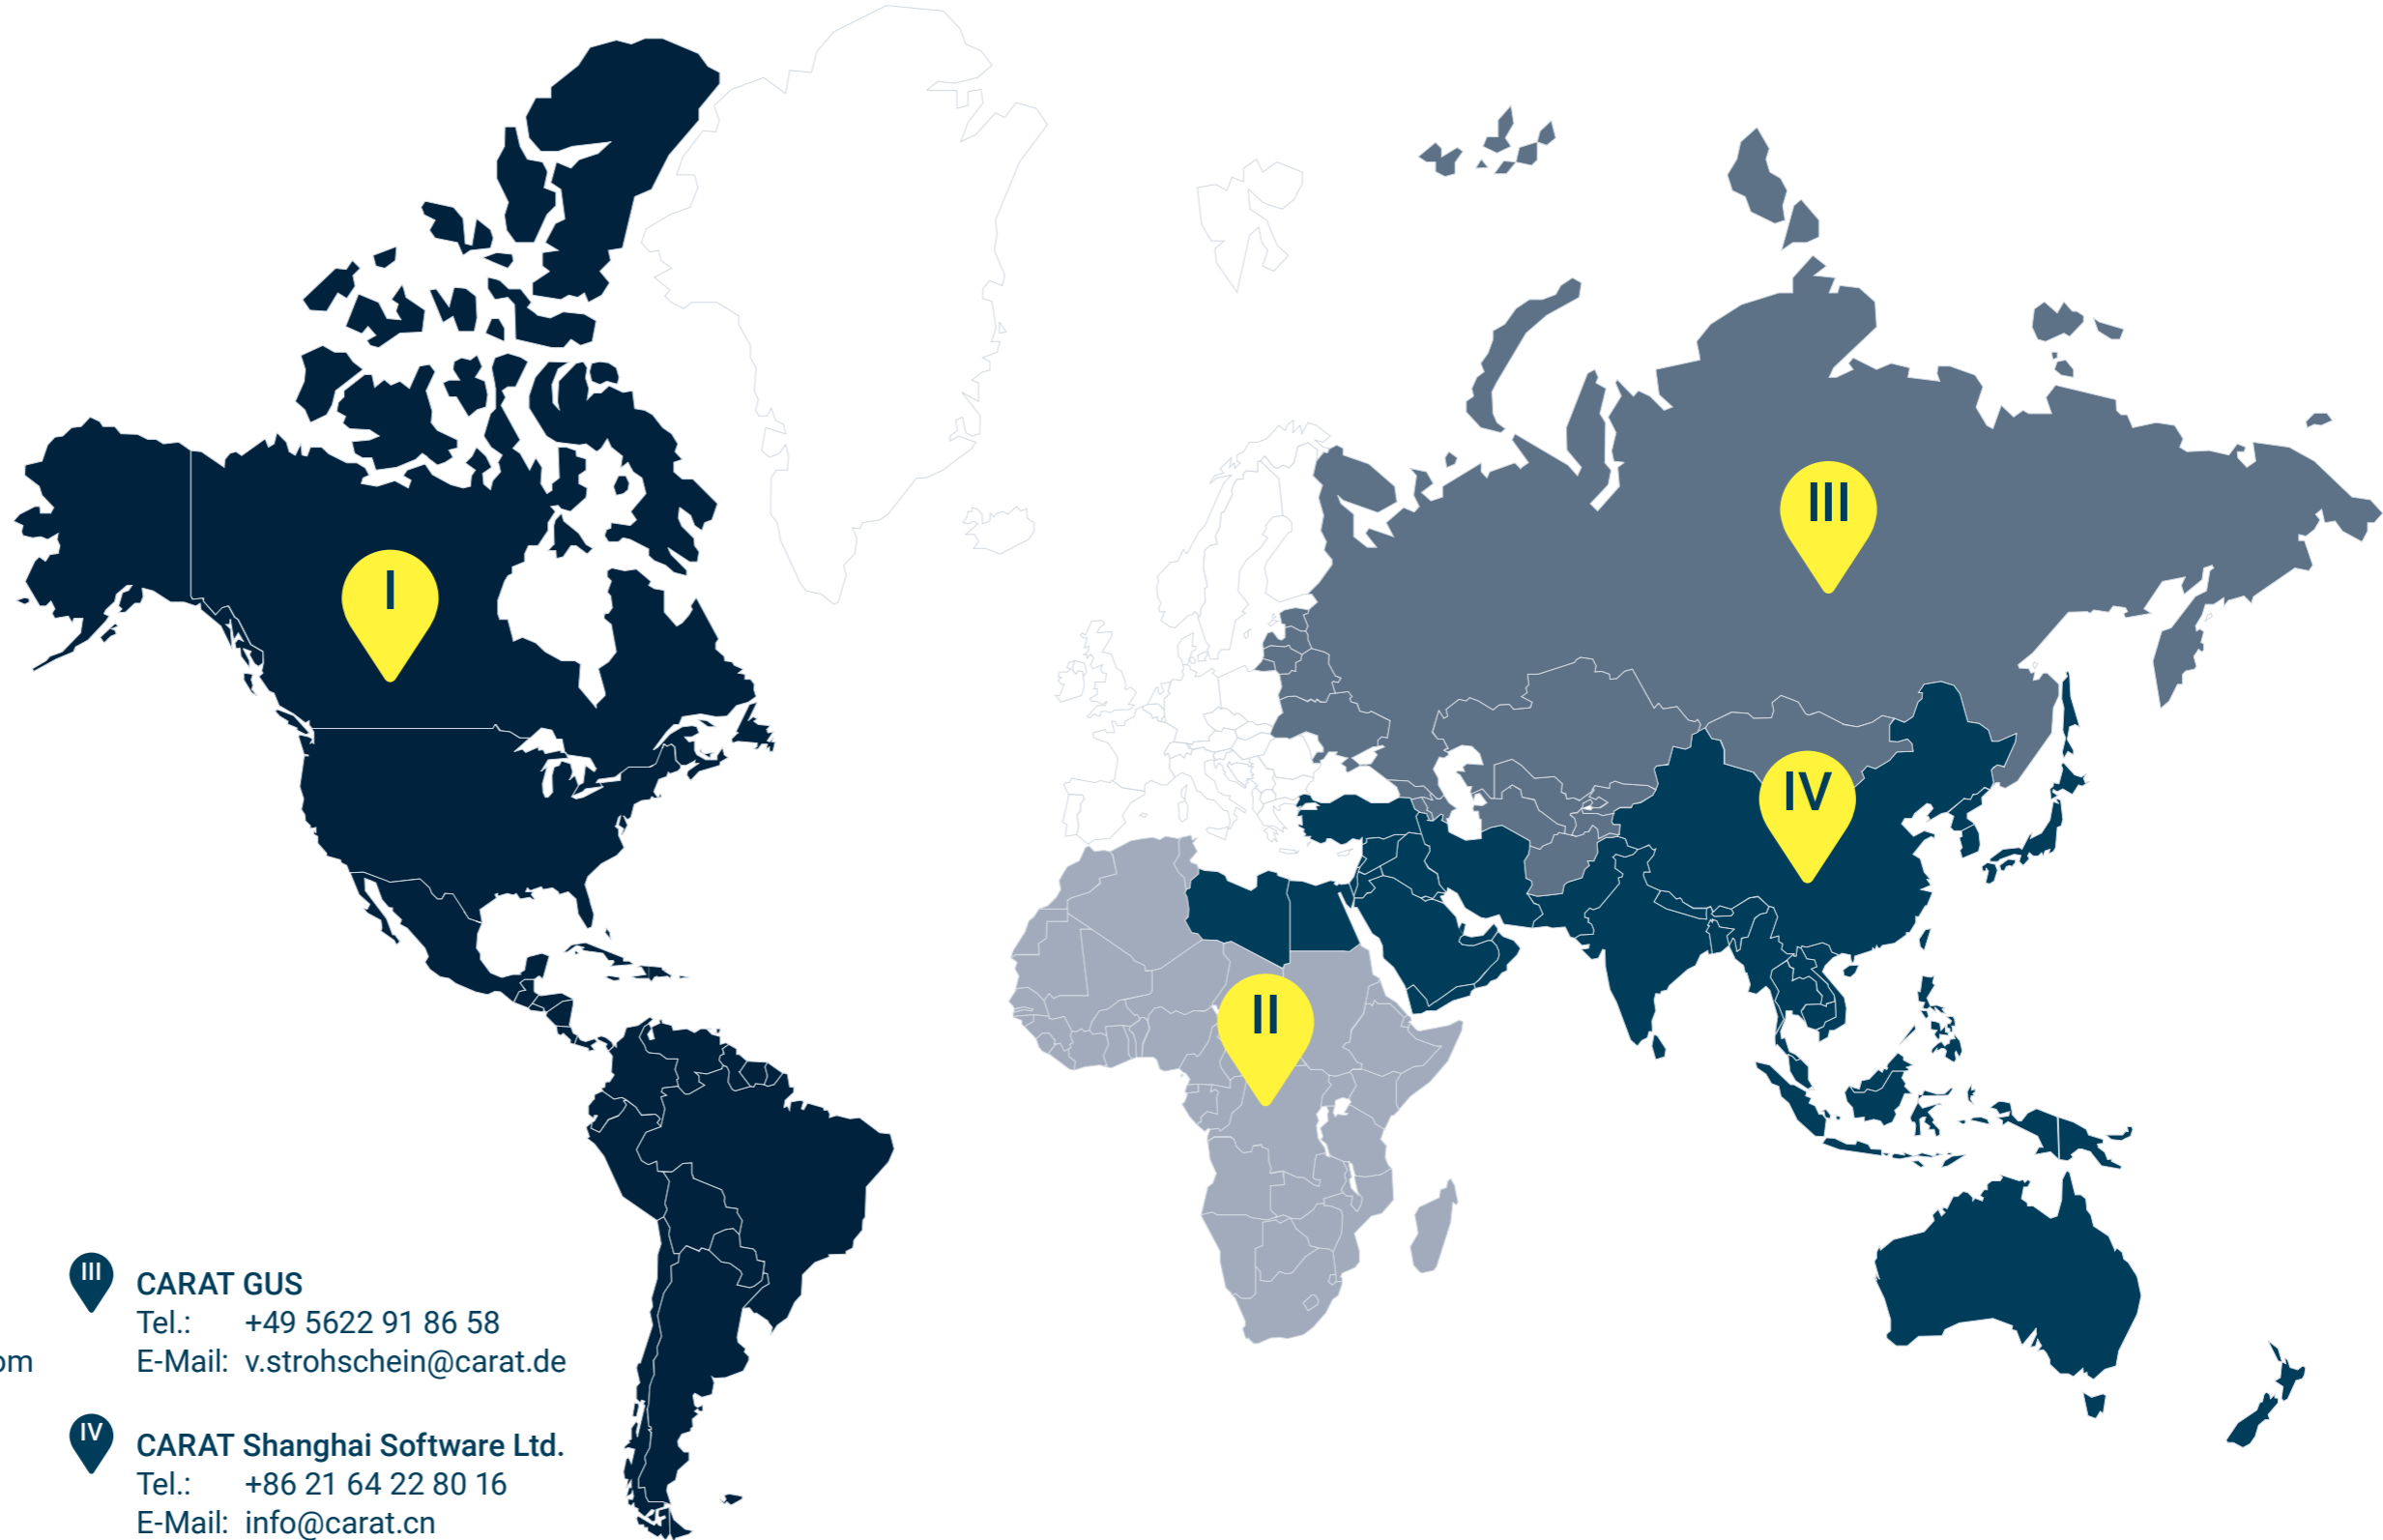 III
I
IV
II
III
CARAT GUS
Tel.: +49 5622 91 86 58
om
E-Mail: v.strohschein@carat.de
IV
CARAT Shanghai Software Ltd.
Tel.: +86 21 64 22 80 16
E-Mail: info@carat.cn